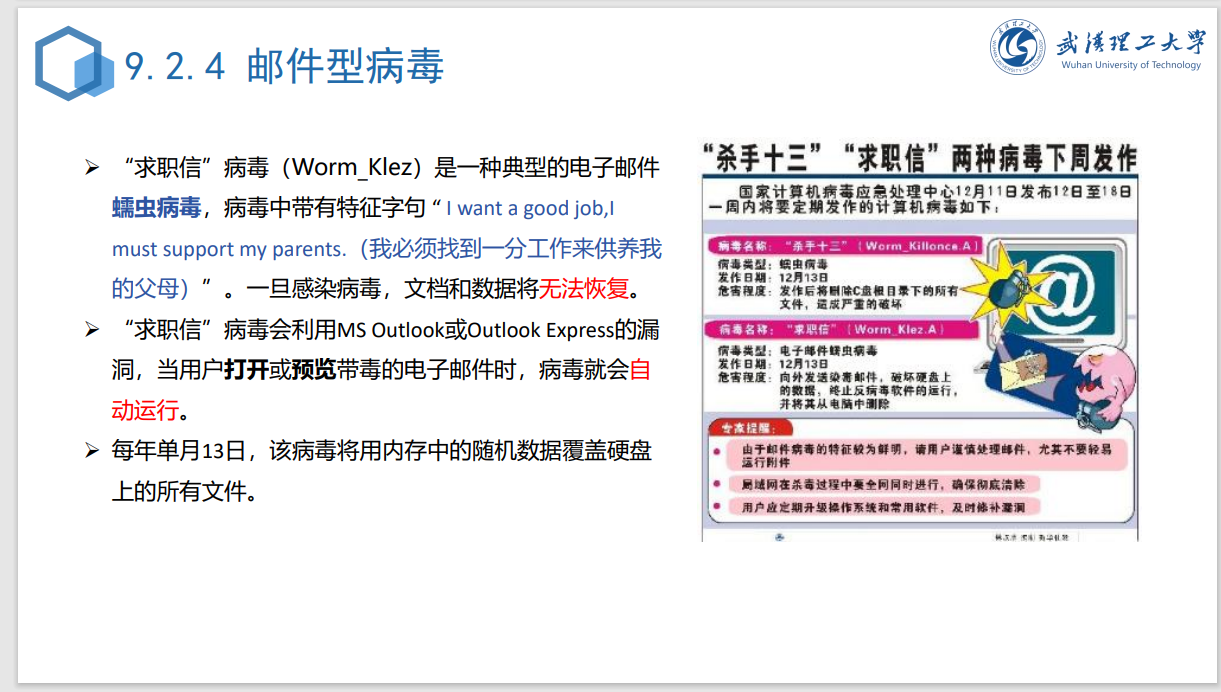 9.2.4 邮件型病毒
武汉理工大学
Wuhan University of Technology
“求职信”病毒（Worm_Klez）是一种典型的电子邮件
蠕虫病毒，病毒中带有特征字句“ I want a good job,I
must support my parents.（我必须找到一分工作来供养我
的父母）”。一旦感染病毒，文档和数据将无法恢复。
“求职信”病毒会利用MS Outlook或Outlook Express的漏
洞，当用户打开或预览带毒的电子邮件时，病毒就会自
动运行。
每年单月13日，该病毒将用内存中的随机数据覆盖硬盘
上的所有文件。
“杀手十三”“求职信”两种病毒下周发作
国家计算机病毒应急处理中心12月11日发布12日至18日
一周内将要定期发作的计算机病毒如下：
病毒名称：“杀手十三”（Worm_Killonce.A）
病毒类型：蠕虫病毒
发作日期：12月13日
危害程度：发作后将删除C盘根目录下的所有
文件，造成严重的破坏
@
病毒名称：“求职信”（Worm_Klez.A）
病毒类型：电子邮件蠕虫病毒
发作日期：12月13日
危害程度：向外发送染毒邮件，破坏硬盘上
的数据，终止反病毒软件的运行，
并将其从电脑中删除
专家提醒：
由于邮件病毒的特征较为鲜明，请用户谨慎处理邮件，尤其不要轻易
运行附件
局域网在杀毒过程中要全网同时进行，确保彻底清除
用户应定期升级操作系统和常用软件，及时修补漏洞